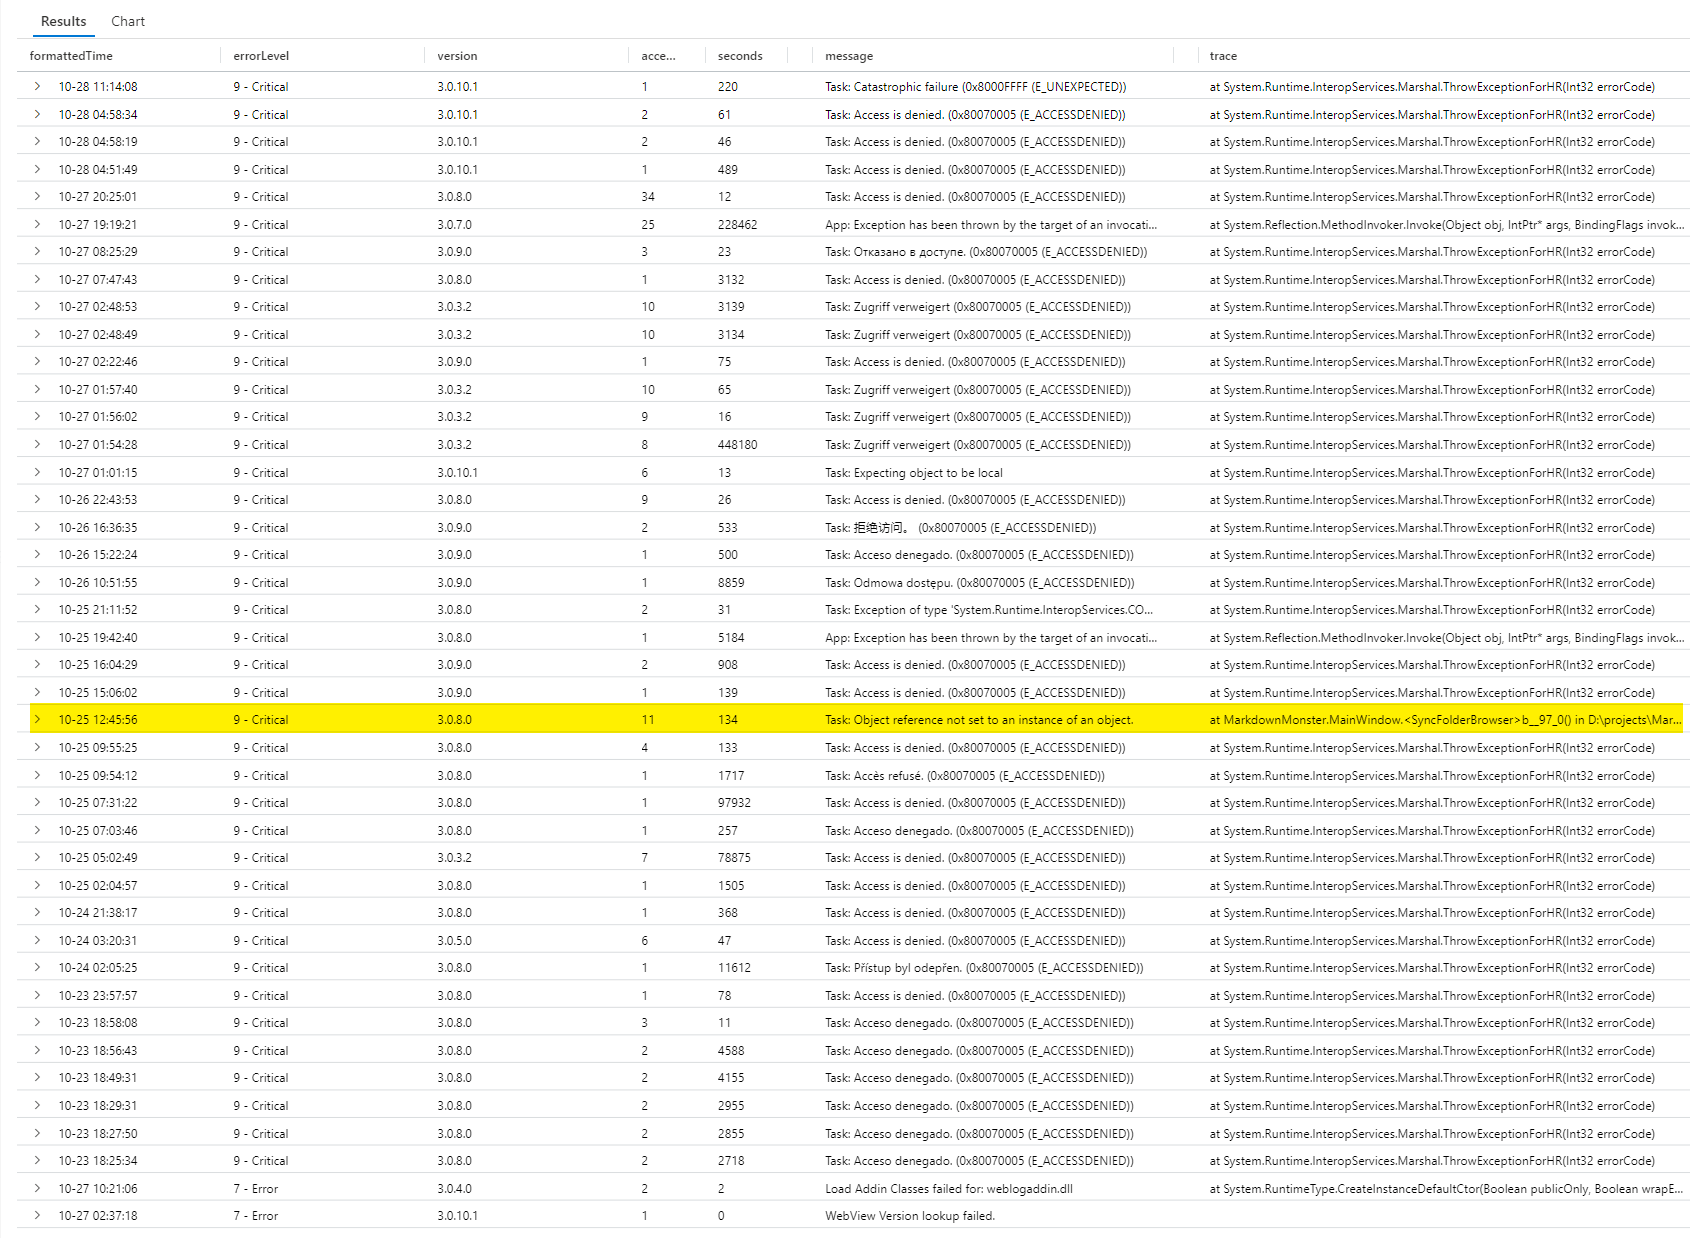 Results Chart
formattedTime errorLevel version acce... seconds message trace
10-28 11:14:08 9 - Critical 3.0.10.1 1 220 Task: Catastrophic failure (0x8000FFFF (E_UNEXPECTED)) at System.Runtime.InteropServices.Marshal.ThrowExceptionForHR(Int32 errorCode)
10-28 04:58:34 9 - Critical 3.0.10.1 2 61 Task: Access is denied. (0x80070005 (E_ACCESSDENIED)) at System.Runtime.InteropServices.Marshal.ThrowExceptionForHR(Int32 errorCode)
10-28 04:58:19 9 - Critical 3.0.10.1 2 46 Task: Access is denied. (0x80070005 (E_ACCESSDENIED)) at System.Runtime.InteropServices.Marshal.ThrowExceptionForHR(Int32 errorCode)
10-28 04:51:49 9 - Critical 3.0.10.1 1 489 Task: Access is denied. (0x80070005 (E_ACCESSDENIED)) at System.Runtime.InteropServices.Marshal.ThrowExceptionForHR(Int32 errorCode)
10-27 20:25:01 9 - Critical 3.0.8.0 34 12 Task: Access is denied. (0x80070005 (E_ACCESSDENIED)) at System.Runtime.InteropServices.Marshal.ThrowExceptionForHR(Int32 errorCode)
10-27 19:19:21 9 - Critical 3.0.7.0 25 228462 App: Exception has been thrown by the target of an invocati... at System.Reflection.MethodInvoker.Invoke(Object obj, IntPtr* args, BindingFlags invok...
10-27 08:25:29 9 - Critical 3.0.9.0 3 23 Task: Отказано в доступе. (0x80070005 (E_ACCESSDENIED)) at System.Runtime.InteropServices.Marshal.ThrowExceptionForHR(Int32 errorCode)
10-27 07:47:43 9 - Critical 3.0.8.0 1 3132 Task: Access is denied. (0x80070005 (E_ACCESSDENIED)) at System.Runtime.InteropServices.Marshal.ThrowExceptionForHR(Int32 errorCode)
10-27 02:48:53 9 - Critical 3.0.3.2 10 3139 Task: Zugriff verweigert (0x80070005 (E_ACCESSDENIED)) at System.Runtime.InteropServices.Marshal.ThrowExceptionForHR(Int32 errorCode)
10-27 02:48:49 9 - Critical 3.0.3.2 10 3134 Task: Zugriff verweigert (0x80070005 (E_ACCESSDENIED)) at System.Runtime.InteropServices.Marshal.ThrowExceptionForHR(Int32 errorCode)
10-27 02:22:46 9 - Critical 3.0.9.0 1 75 Task: Access is denied. (0x80070005 (E_ACCESSDENIED)) at System.Runtime.InteropServices.Marshal.ThrowExceptionForHR(Int32 errorCode)
10-27 01:57:40 9 - Critical 3.0.3.2 10 65 Task: Zugriff verweigert (0x80070005 (E_ACCESSDENIED)) at System.Runtime.InteropServices.Marshal.ThrowExceptionForHR(Int32 errorCode)
10-27 01:56:02 9 - Critical 3.0.3.2 9 16 Task: Zugriff verweigert (0x80070005 (E_ACCESSDENIED)) at System.Runtime.InteropServices.Marshal.ThrowExceptionForHR(Int32 errorCode)
10-27 01:54:28 9 - Critical 3.0.3.2 8 448180 Task: Zugriff verweigert (0x80070005 (E_ACCESSDENIED)) at System.Runtime.InteropServices.Marshal.ThrowExceptionForHR(Int32 errorCode)
10-27 01:01:15 9 - Critical 3.0.10.1 6 13 Task: Expecting object to be local at System.Runtime.InteropServices.Marshal.ThrowExceptionForHR(Int32 errorCode)
10-26 22:43:53 9 - Critical 3.0.8.0 9 26 Task: Access is denied. (0x80070005 (E_ACCESSDENIED)) at System.Runtime.InteropServices.Marshal.ThrowExceptionForHR(Int32 errorCode)
10-26 16:36:35 9 - Critical 3.0.9.0 2 533 Task: 拒绝访问。 (0x80070005 (E_ACCESSDENIED)) at System.Runtime.InteropServices.Marshal.ThrowExceptionForHR(Int32 errorCode)
10-26 15:22:24 9 - Critical 3.0.9.0 1 500 Task: Acceso denegado. (0x80070005 (E_ACCESSDENIED)) at System.Runtime.InteropServices.Marshal.ThrowExceptionForHR(Int32 errorCode)
10-26 10:51:55 9 - Critical 3.0.9.0 1 8859 Task: Odmowa dostępu. (0x80070005 (E_ACCESSDENIED)) at System.Runtime.InteropServices.Marshal.ThrowExceptionForHR(Int32 errorCode)
10-25 21:11:52 9 - Critical 3.0.8.0 2 31 Task: Exception of type 'System.Runtime.InteropServices.CO... at System.Runtime.InteropServices.Marshal.ThrowExceptionForHR(Int32 errorCode)
10-25 19:42:40 9 - Critical 3.0.8.0 1 5184 App: Exception has been thrown by the target of an invocati... at System.Reflection.MethodInvoker.Invoke(Object obj, IntPtr* args, BindingFlags invok...
10-25 16:04:29 9 - Critical 3.0.9.0 2 908 Task: Access is denied. (0x80070005 (E_ACCESSDENIED)) at System.Runtime.InteropServices.Marshal.ThrowExceptionForHR(Int32 errorCode)
10-25 15:06:02 9 - Critical 3.0.9.0 1 139 Task: Access is denied. (0x80070005 (E_ACCESSDENIED)) at System.Runtime.InteropServices.Marshal.ThrowExceptionForHR(Int32 errorCode)
10-25 12:45:56 9 - Critical 3.0.8.0 11 134 Task: Object reference not set to an instance of an object. at MarkdownMonster.MainWindow.<SyncFolderBrowser>b__97_0() in D:\projects\Mar...
10-25 09:55:25 9 - Critical 3.0.8.0 4 133 Task: Access is denied. (0x80070005 (E_ACCESSDENIED)) at System.Runtime.InteropServices.Marshal.ThrowExceptionForHR(Int32 errorCode)
10-25 09:54:12 9 - Critical 3.0.8.0 1 1717 Task: Accès refusé. (0x80070005 (E_ACCESSDENIED)) at System.Runtime.InteropServices.Marshal.ThrowExceptionForHR(Int32 errorCode)
10-25 07:31:22 9 - Critical 3.0.8.0 1 97932 Task: Access is denied. (0x80070005 (E_ACCESSDENIED)) at System.Runtime.InteropServices.Marshal.ThrowExceptionForHR(Int32 errorCode)
10-25 07:03:46 9 - Critical 3.0.8.0 1 257 Task: Acceso denegado. (0x80070005 (E_ACCESSDENIED)) at System.Runtime.InteropServices.Marshal.ThrowExceptionForHR(Int32 errorCode)
10-25 05:02:49 9 - Critical 3.0.3.2 7 78875 Task: Access is denied. (0x80070005 (E_ACCESSDENIED)) at System.Runtime.InteropServices.Marshal.ThrowExceptionForHR(Int32 errorCode)
10-25 02:04:57 9 - Critical 3.0.8.0 1 1505 Task: Access is denied. (0x80070005 (E_ACCESSDENIED)) at System.Runtime.InteropServices.Marshal.ThrowExceptionForHR(Int32 errorCode)
10-24 21:38:17 9 - Critical 3.0.8.0 1 368 Task: Access is denied. (0x80070005 (E_ACCESSDENIED)) at System.Runtime.InteropServices.Marshal.ThrowExceptionForHR(Int32 errorCode)
10-24 03:20:31 9 - Critical 3.0.5.0 6 47 Task: Access is denied. (0x80070005 (E_ACCESSDENIED)) at System.Runtime.InteropServices.Marshal.ThrowExceptionForHR(Int32 errorCode)
10-24 02:05:25 9 - Critical 3.0.8.0 1 11612 Task: Přístup byl odepřen. (0x80070005 (E_ACCESSDENIED)) at System.Runtime.InteropServices.Marshal.ThrowExceptionForHR(Int32 errorCode)
10-23 23:57:57 9 - Critical 3.0.8.0 1 78 Task: Access is denied. (0x80070005 (E_ACCESSDENIED)) at System.Runtime.InteropServices.Marshal.ThrowExceptionForHR(Int32 errorCode)
10-23 18:58:08 9 - Critical 3.0.8.0 3 11 Task: Acceso denegado. (0x80070005 (E_ACCESSDENIED)) at System.Runtime.InteropServices.Marshal.ThrowExceptionForHR(Int32 errorCode)
10-23 18:56:43 9 - Critical 3.0.8.0 2 4588 Task: Acceso denegado. (0x80070005 (E_ACCESSDENIED)) at System.Runtime.InteropServices.Marshal.ThrowExceptionForHR(Int32 errorCode)
10-23 18:49:31 9 - Critical 3.0.8.0 2 4155 Task: Acceso denegado. (0x80070005 (E_ACCESSDENIED)) at System.Runtime.InteropServices.Marshal.ThrowExceptionForHR(Int32 errorCode)
10-23 18:29:31 9 - Critical 3.0.8.0 2 2955 Task: Acceso denegado. (0x80070005 (E_ACCESSDENIED)) at System.Runtime.InteropServices.Marshal.ThrowExceptionForHR(Int32 errorCode)
10-23 18:27:50 9 - Critical 3.0.8.0 2 2855 Task: Acceso denegado. (0x80070005 (E_ACCESSDENIED)) at System.Runtime.InteropServices.Marshal.ThrowExceptionForHR(Int32 errorCode)
10-23 18:25:34 9 - Critical 3.0.8.0 2 2718 Task: Acceso denegado. (0x80070005 (E_ACCESSDENIED)) at System.Runtime.InteropServices.Marshal.ThrowExceptionForHR(Int32 errorCode)
10-27 10:21:06 7 - Error 3.0.4.0 2 2 Load Addin Classes failed for: weblogaddin.dll at System.RuntimeType.CreateInstanceDefaultCtor(Boolean publicOnly, Boolean wrapE...
10-27 02:37:18 7 - Error 3.0.10.1 1 0 WebView Version lookup failed.